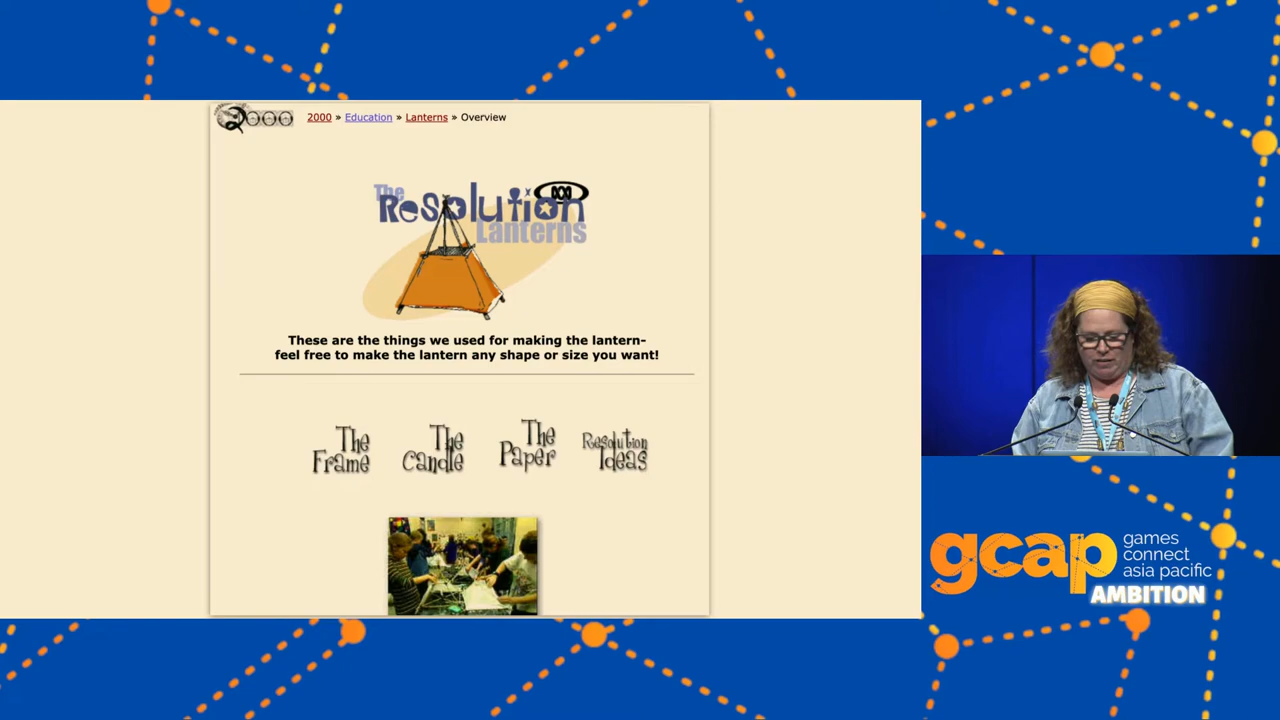 2000
2000 » Education » Lanterns » Overview
The
Resolution
Lanterns
These are the things we used for making the lantern-
feel free to make the lantern any shape or size you want!
The
Frame
The
Candle
The
Paper
Resolution
Ideas
gcap
games
connect
asia pacific
AMBITION